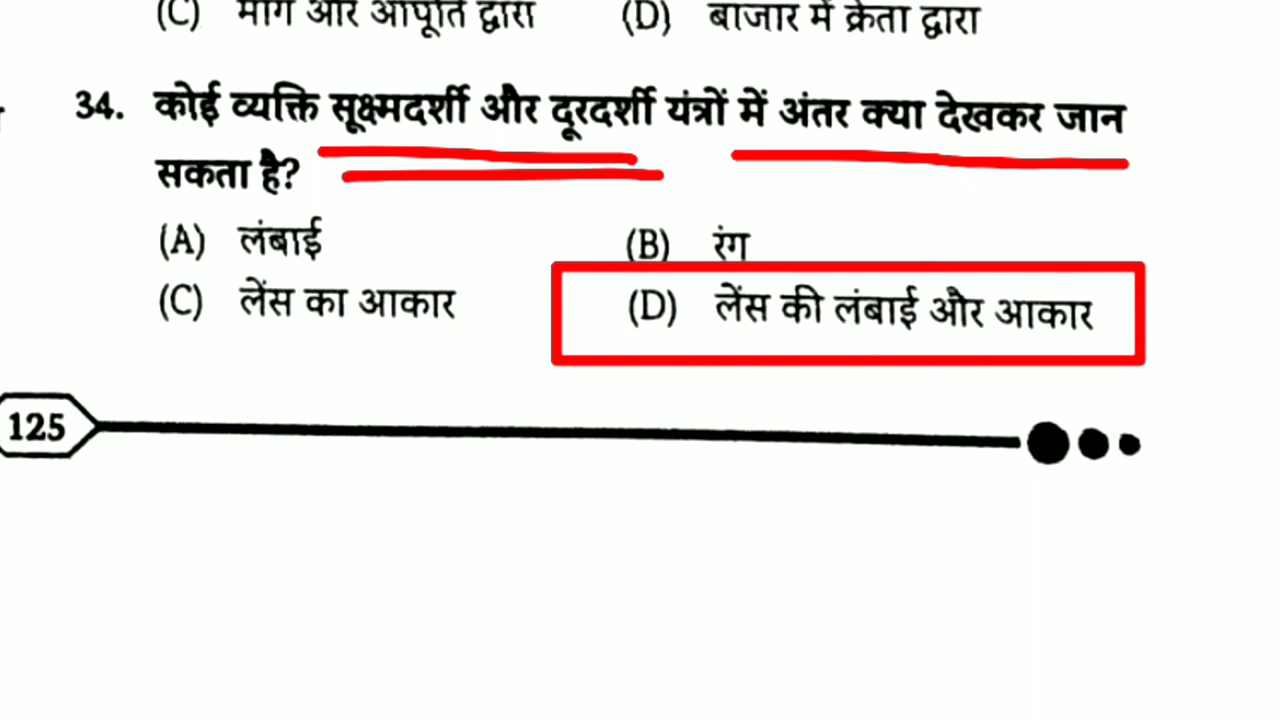 (C) मांग और आपूर्ति द्वारा (D) बाजार में क्रेता द्वारा
34. कोई व्यक्ति सूक्ष्मदर्शी और दूरदर्शी यंत्रों में अंतर क्या देखकर जान
सकता है?
(A) लंबाई (B) रंग
(C) लेंस का आकार (D) लेंस की लंबाई और आकार
125